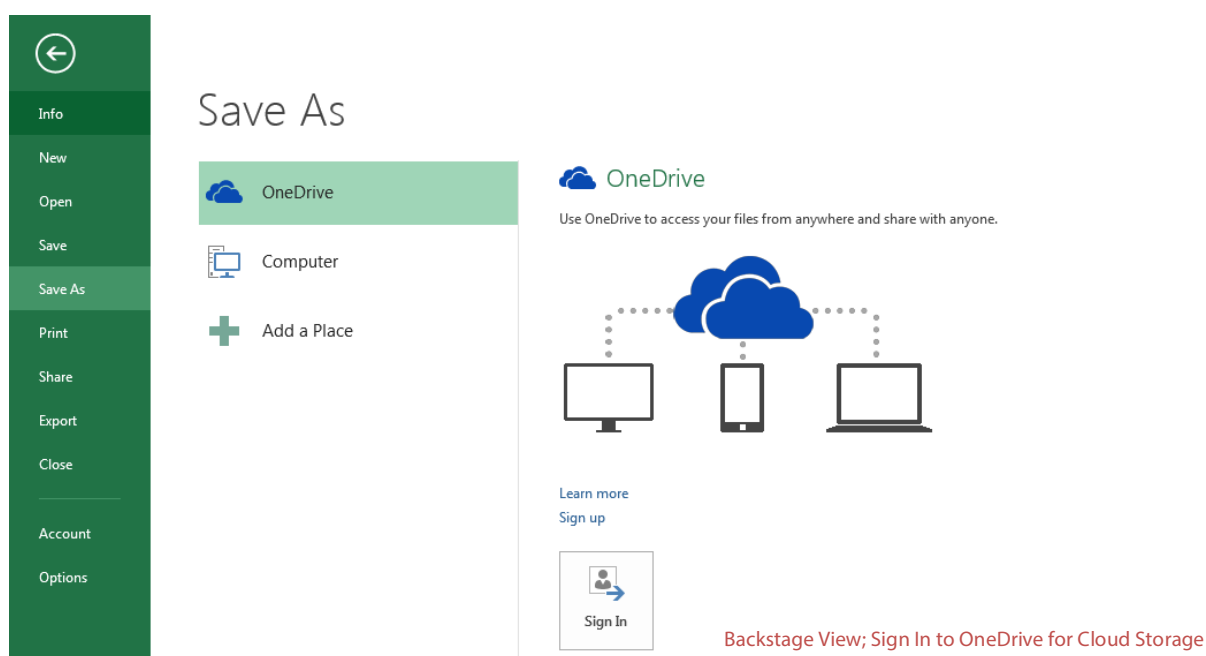 Info
New
Open
Save
Save As
Print
Share
Export
Close
Account
Options
Save As
OneDrive
Computer
Add a Place
OneDrive
Use OneDrive to access your files from anywhere and share with anyone.
Learn more
Sign up
Sign In
Backstage View; Sign In to OneDrive for Cloud Storage